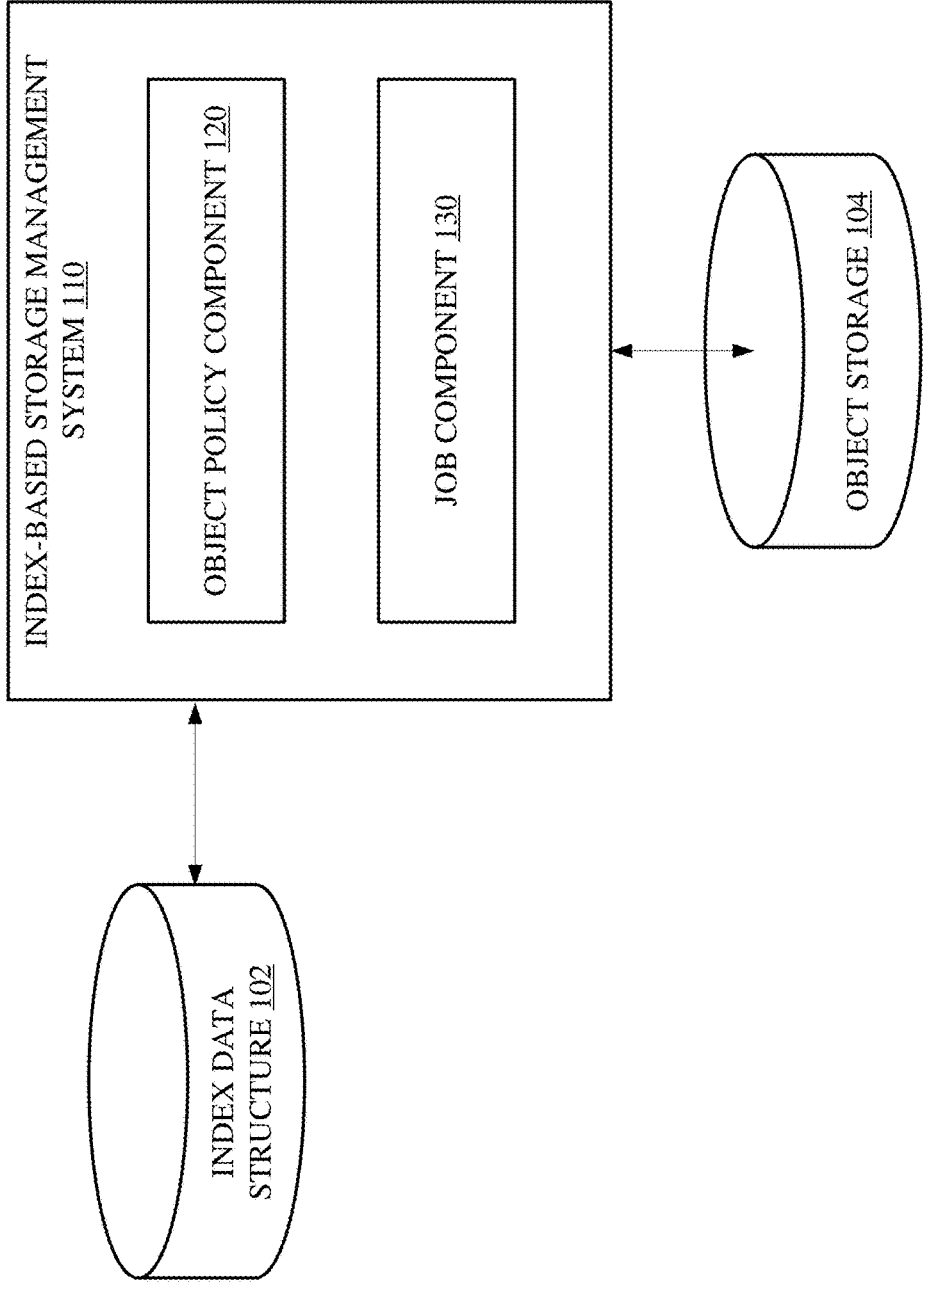 INDEX-BASED STORAGE MANAGEMENT
SYSTEM 110
OBJECT POLICY COMPONENT 120
JOB COMPONENT 130
INDEX DATA
STRUCTURE 102
OBJECT STORAGE 104